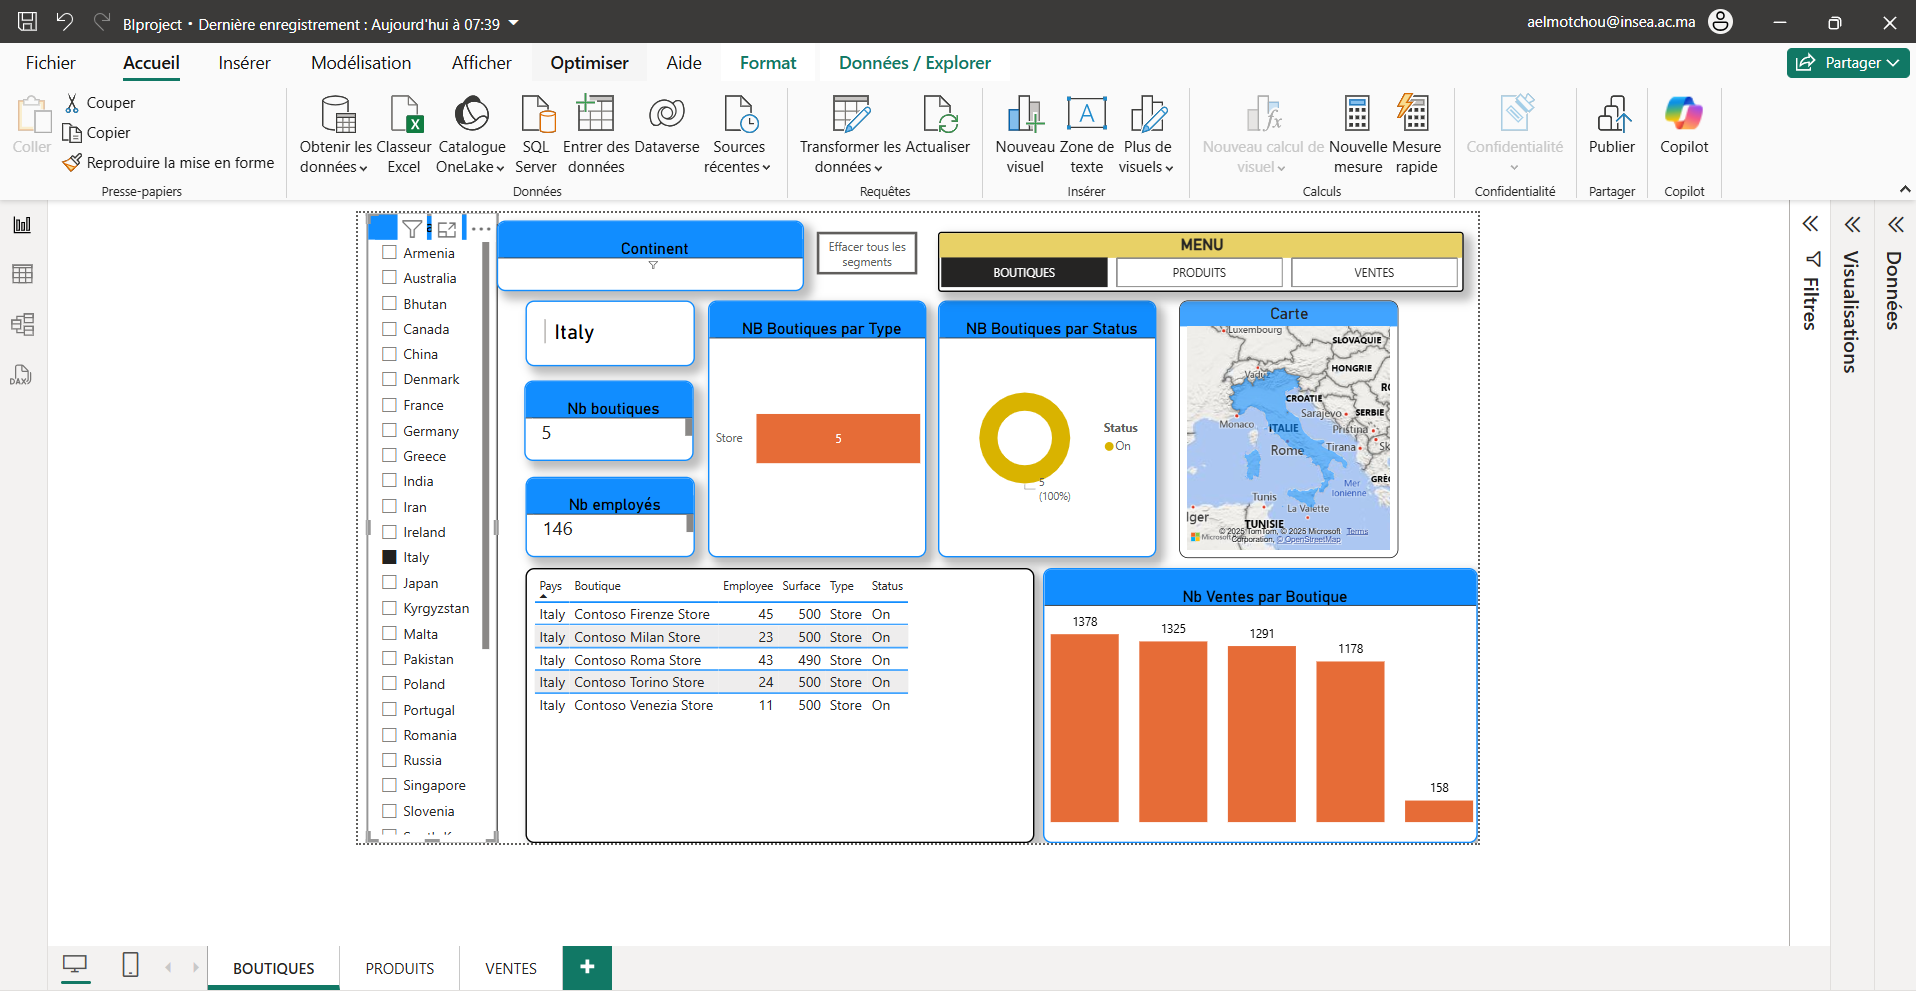 BIproject • Dernière enregistrement : Aujourd'hui à 07:39
aelmotchou@insea.ac.ma
Fichier
Accueil
Insérer
Modélisation
Afficher
Optimiser
Aide
Format
Données / Explorer
Partager
Coller
Couper
Copier
Reproduire la mise en forme
Presse-papiers
Obtenir les données
Classeur Excel
Catalogue OneLake
SQL Server
Entrer des données
Dataverse
Sources récentes
Données
Transformer les données
Actualiser
Requêtes
Nouveau visuel
Zone de texte
Plus de visuels
Insérer
Nouveau calcul de visuel
Nouvelle mesure
Mesure rapide
Calculs
Confidentialité
Confidentialité
Publier
Partager
Copilot
Copilot
DAX
Armenia
Australia
Bhutan
Canada
China
Denmark
France
Germany
Greece
India
Iran
Ireland
Italy
Japan
Kyrgyzstan
Malta
Pakistan
Poland
Portugal
Romania
Russia
Singapore
Slovenia
Continent
Effacer tous les segments
MENU
BOUTIQUES
PRODUITS
VENTES
Italy
Nb boutiques
5
Nb employés
146
NB Boutiques par Type
Store
5
NB Boutiques par Status
5
(100%)
Status
On
Carte
Luxembourg
SLOVAQUIE
Vaduz
HONGRIE
CROATIE
Sarajevo
SERBIE
Monaco
ITALIE
Pristina
Rome
Tirana
Mer Ionienne
Tunis
La Valette
TUNISIE
© 2025 TomTom, © 2025 Microsoft Corporation, © OpenStreetMap
Terms
Microsoft
Pays Boutique Employee Surface Type Status
Italy Contoso Firenze Store 45 500 Store On
Italy Contoso Milan Store 23 500 Store On
Italy Contoso Roma Store 43 490 Store On
Italy Contoso Torino Store 24 500 Store On
Italy Contoso Venezia Store 11 500 Store On
Nb Ventes par Boutique
1378
1325
1291
1178
158
Filtres
Visualisations
Données
BOUTIQUES
PRODUITS
VENTES